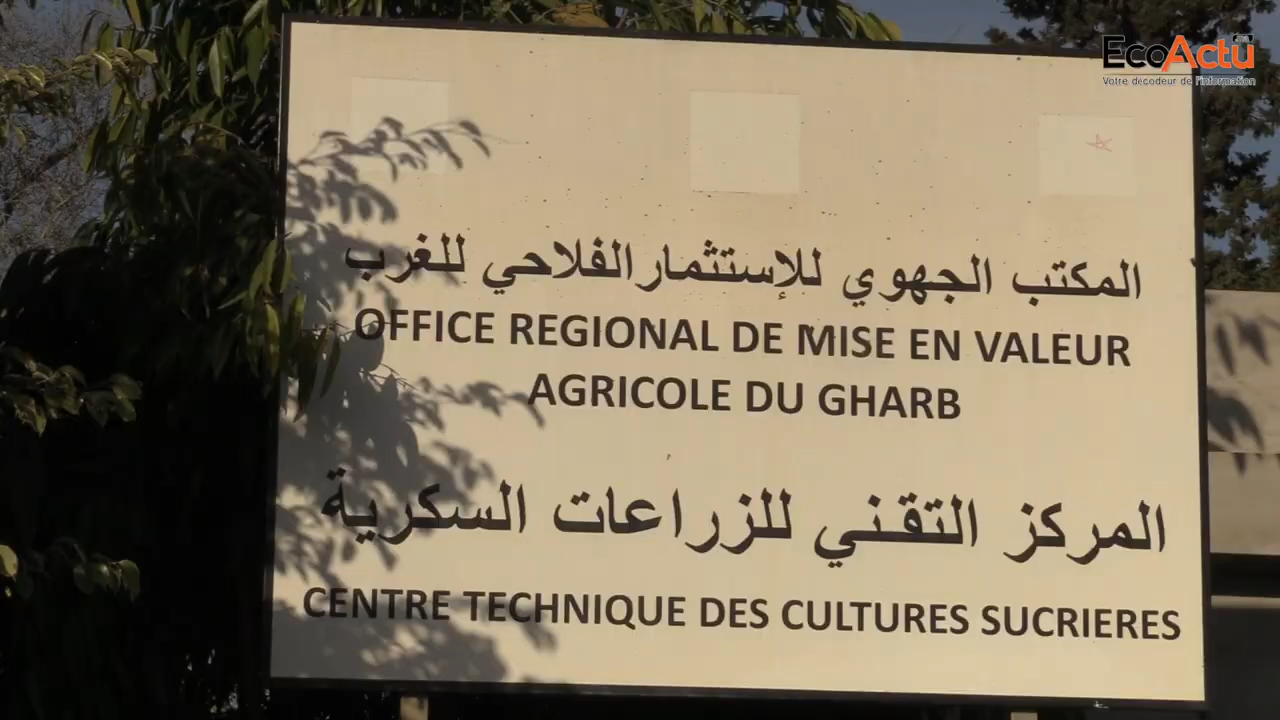 EcoActu
Votre décodeur de l'information
المكتب الجهوي للإستثمار الفلاحي للغرب
OFFICE REGIONAL DE MISE EN VALEUR
AGRICOLE DU GHARB
المركز التقني للزراعات السكرية
CENTRE TECHNIQUE DES CULTURES SUCRIERES